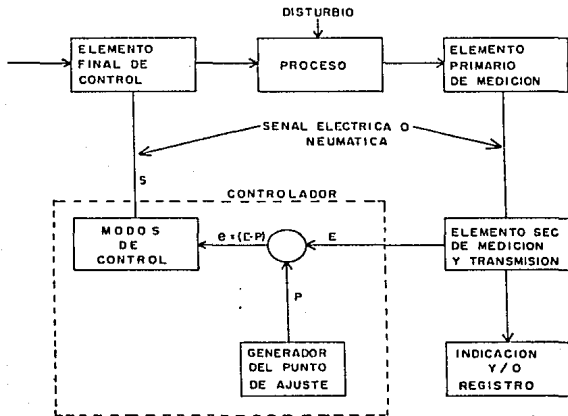 DISTURBIO
ELEMENTO
FINAL DE
CONTROL
PROCESO
ELEMENTO
PRIMARIO
DE MEDICION
SENAL ELECTRICA O
NEUMATICA
S
CONTROLADOR
MODOS
DE
CONTROL
e=(E-P)
E
ELEMENTO SEC
DE MEDICION
Y TRANSMISION
P
GENERADOR
DEL PUNTO
DE AJUSTE
INDICACION
Y/O
REGISTRO